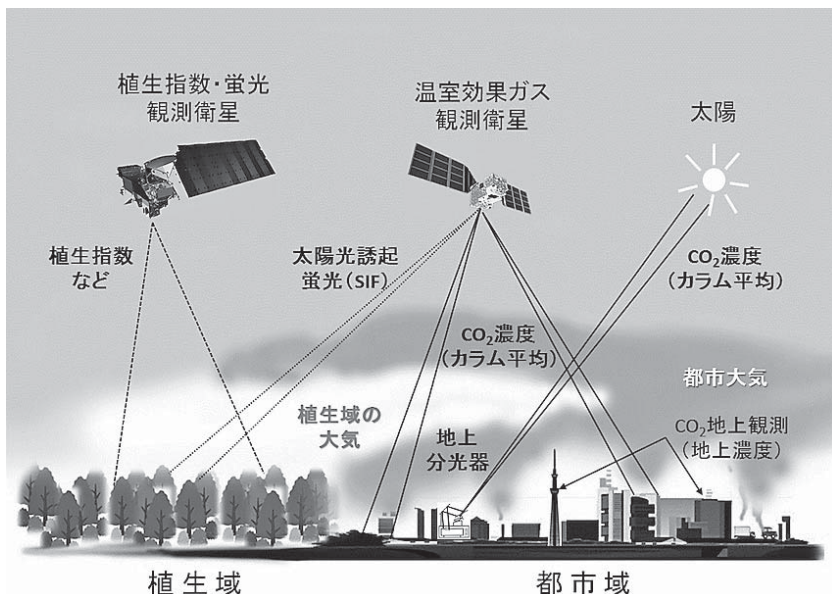 植生指数・蛍光
観測衛星
温室効果ガス
観測衛星
太陽
植生指数
など
太陽光誘起
蛍光（SIF）
CO₂濃度
（カラム平均）
CO₂濃度
（カラム平均）
都市大気
植生域の
大気
地上
分光器
CO₂地上観測
（地上濃度）
植生域
都市域